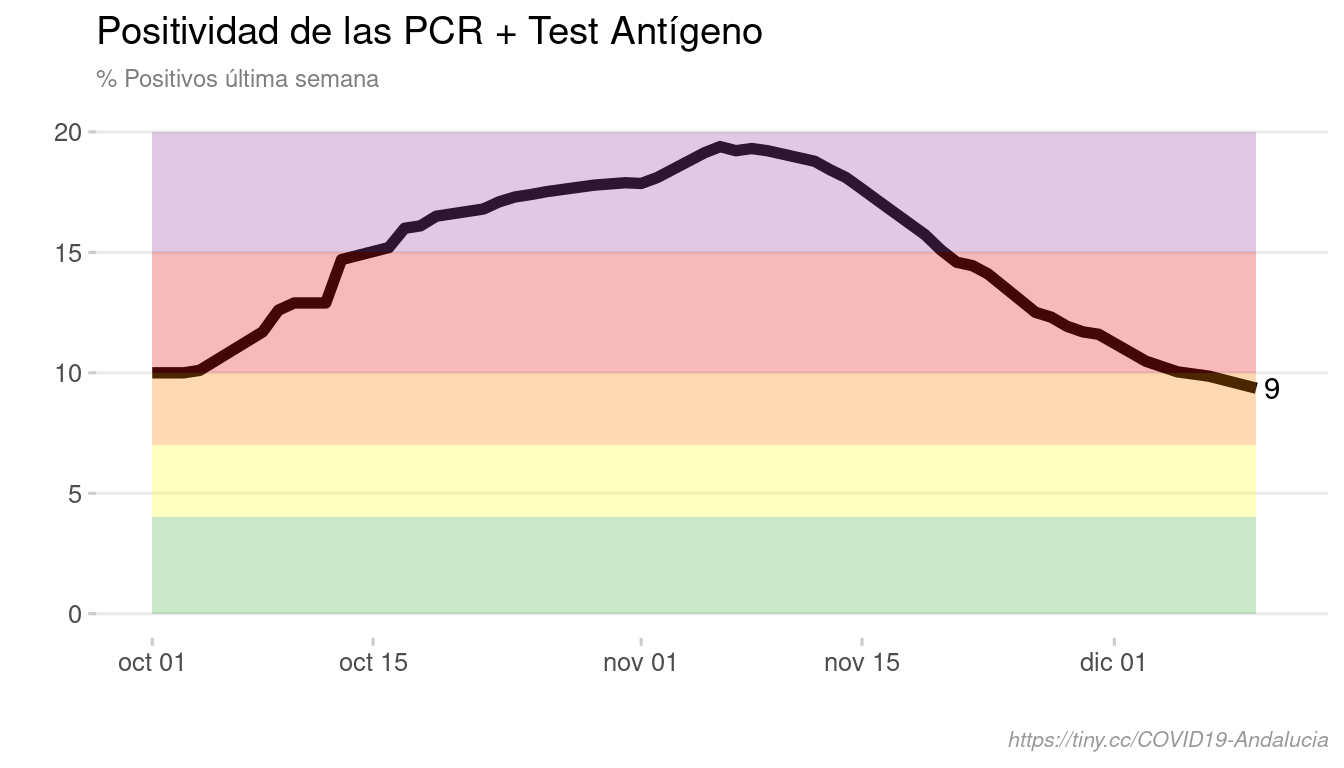 Positividad de las PCR + Test Antígeno
% Positivos última semana
20
15
10
9
5
0
oct 01 oct 15 nov 01 nov 15 dic 01
https://tiny.cc/COVID19-Andalucia